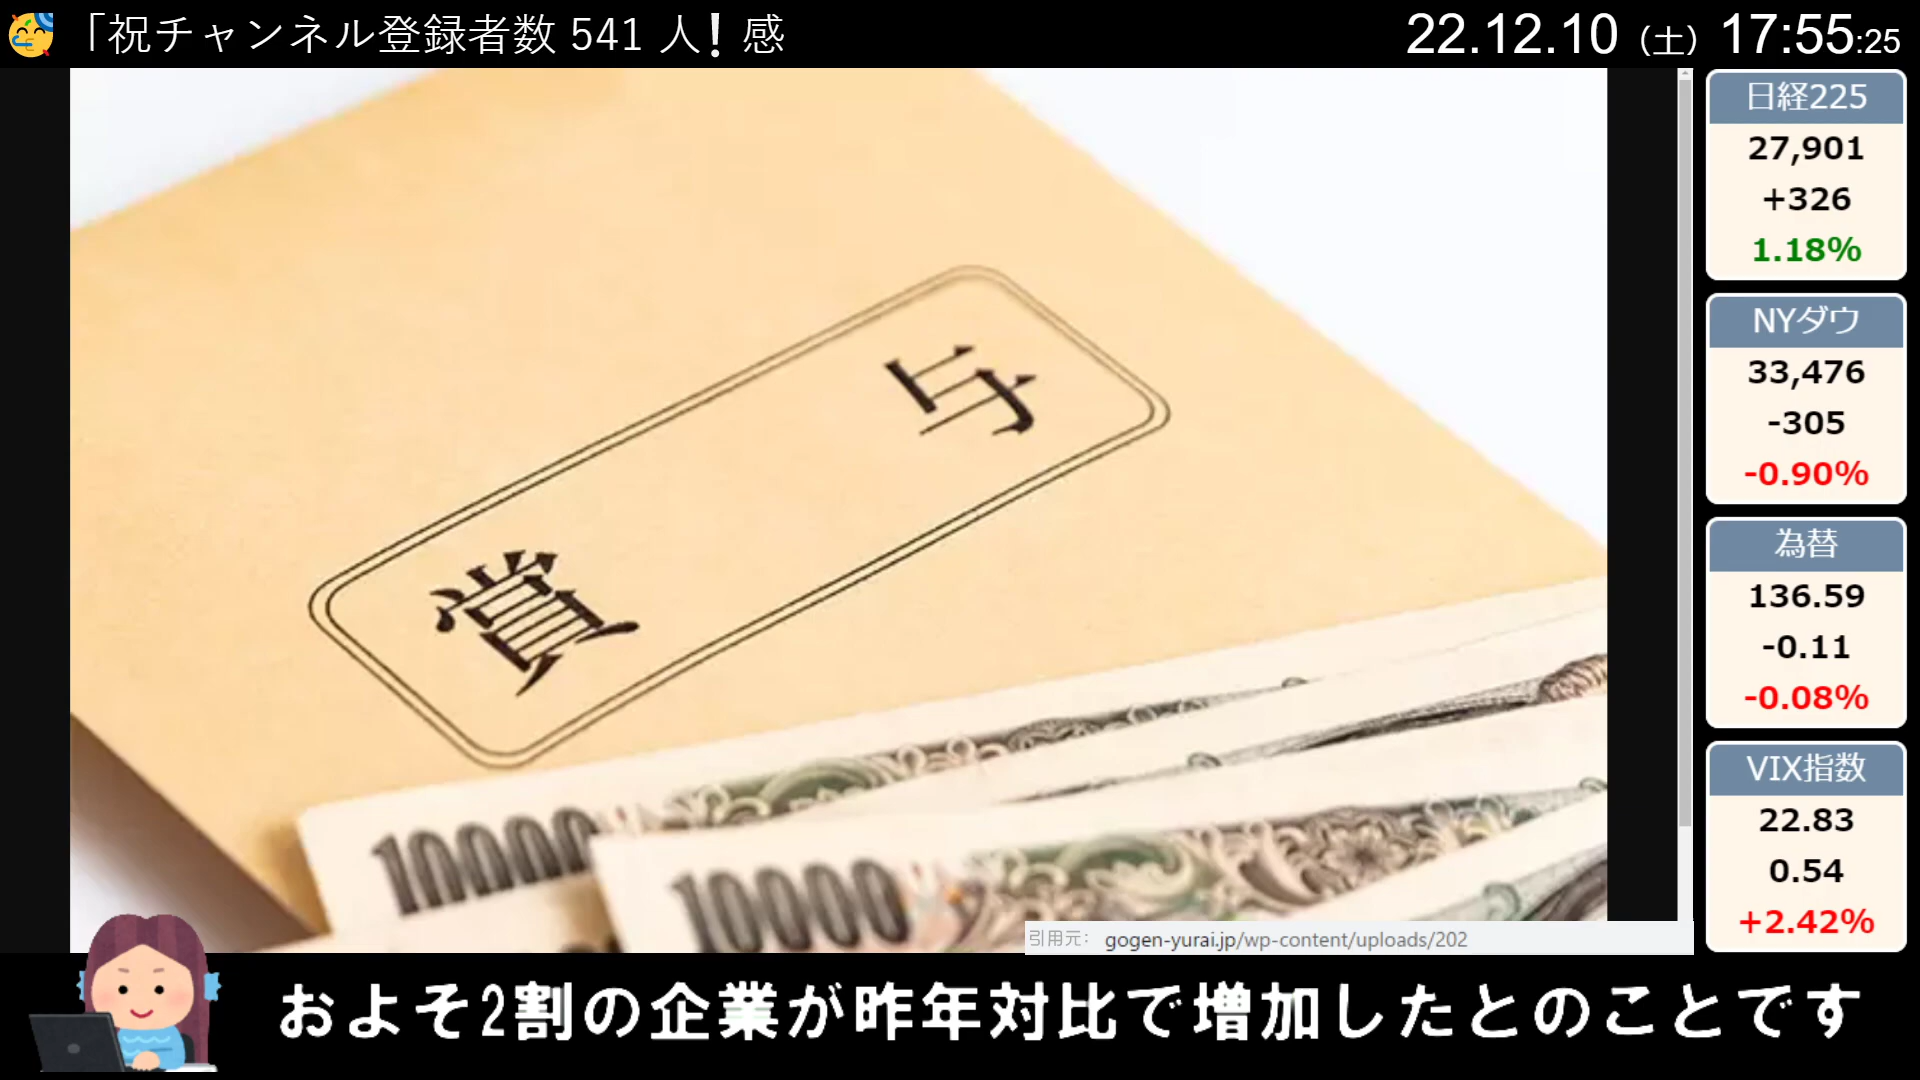 「祝チャンネル登録者数 541 人！感
22.12.10（土）17:55:25
賞与
10000
10000
引用元： gogen-yurai.jp/wp-content/uploads/202
日経225
27,901
+326
1.18%
NYダウ
33,476
-305
-0.90%
為替
136.59
-0.11
-0.08%
VIX指数
22.83
0.54
+2.42%
およそ2割の企業が昨年対比で増加したとのことです